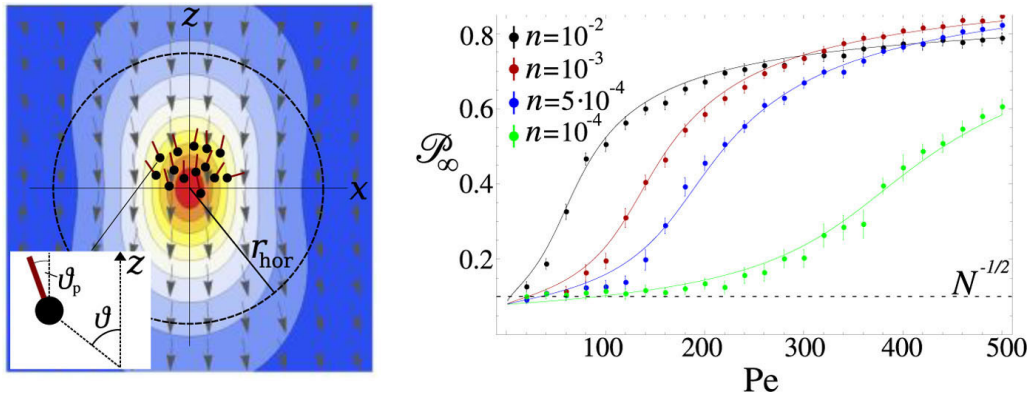 z
x
r_hor
z
ϑ_p
ϑ
𝒫_∞
0.8
0.6
0.4
0.2
n=10^-2
n=10^-3
n=5·10^-4
n=10^-4
N^-1/2
100 200 300 400 500
Pe